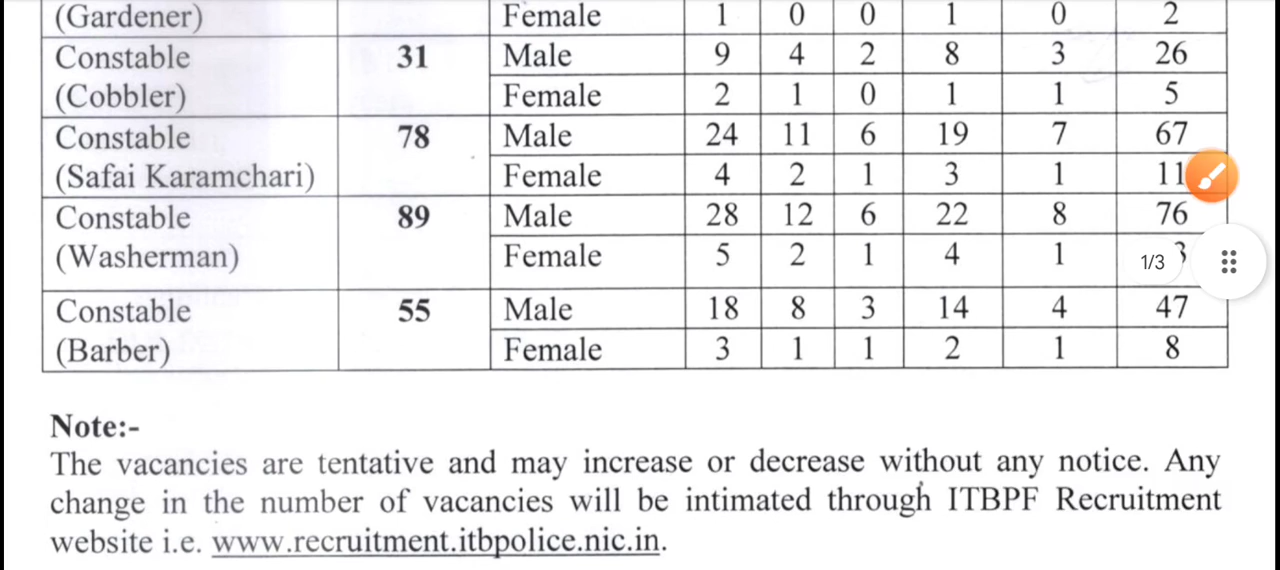 (Gardener) Female 1 0 0 1 0 2
Constable 31 Male 9 4 2 8 3 26
(Cobbler) Female 2 1 0 1 1 5
Constable 78 Male 24 11 6 19 7 67
(Safai Karamchari) Female 4 2 1 3 1 11
Constable 89 Male 28 12 6 22 8 76
(Washerman) Female 5 2 1 4 1 3
1/3
Constable 55 Male 18 8 3 14 4 47
(Barber) Female 3 1 1 2 1 8
Note:-
The vacancies are tentative and may increase or decrease without any notice. Any
change in the number of vacancies will be intimated through ITBPF Recruitment
website i.e. www.recruitment.itbpolice.nic.in.